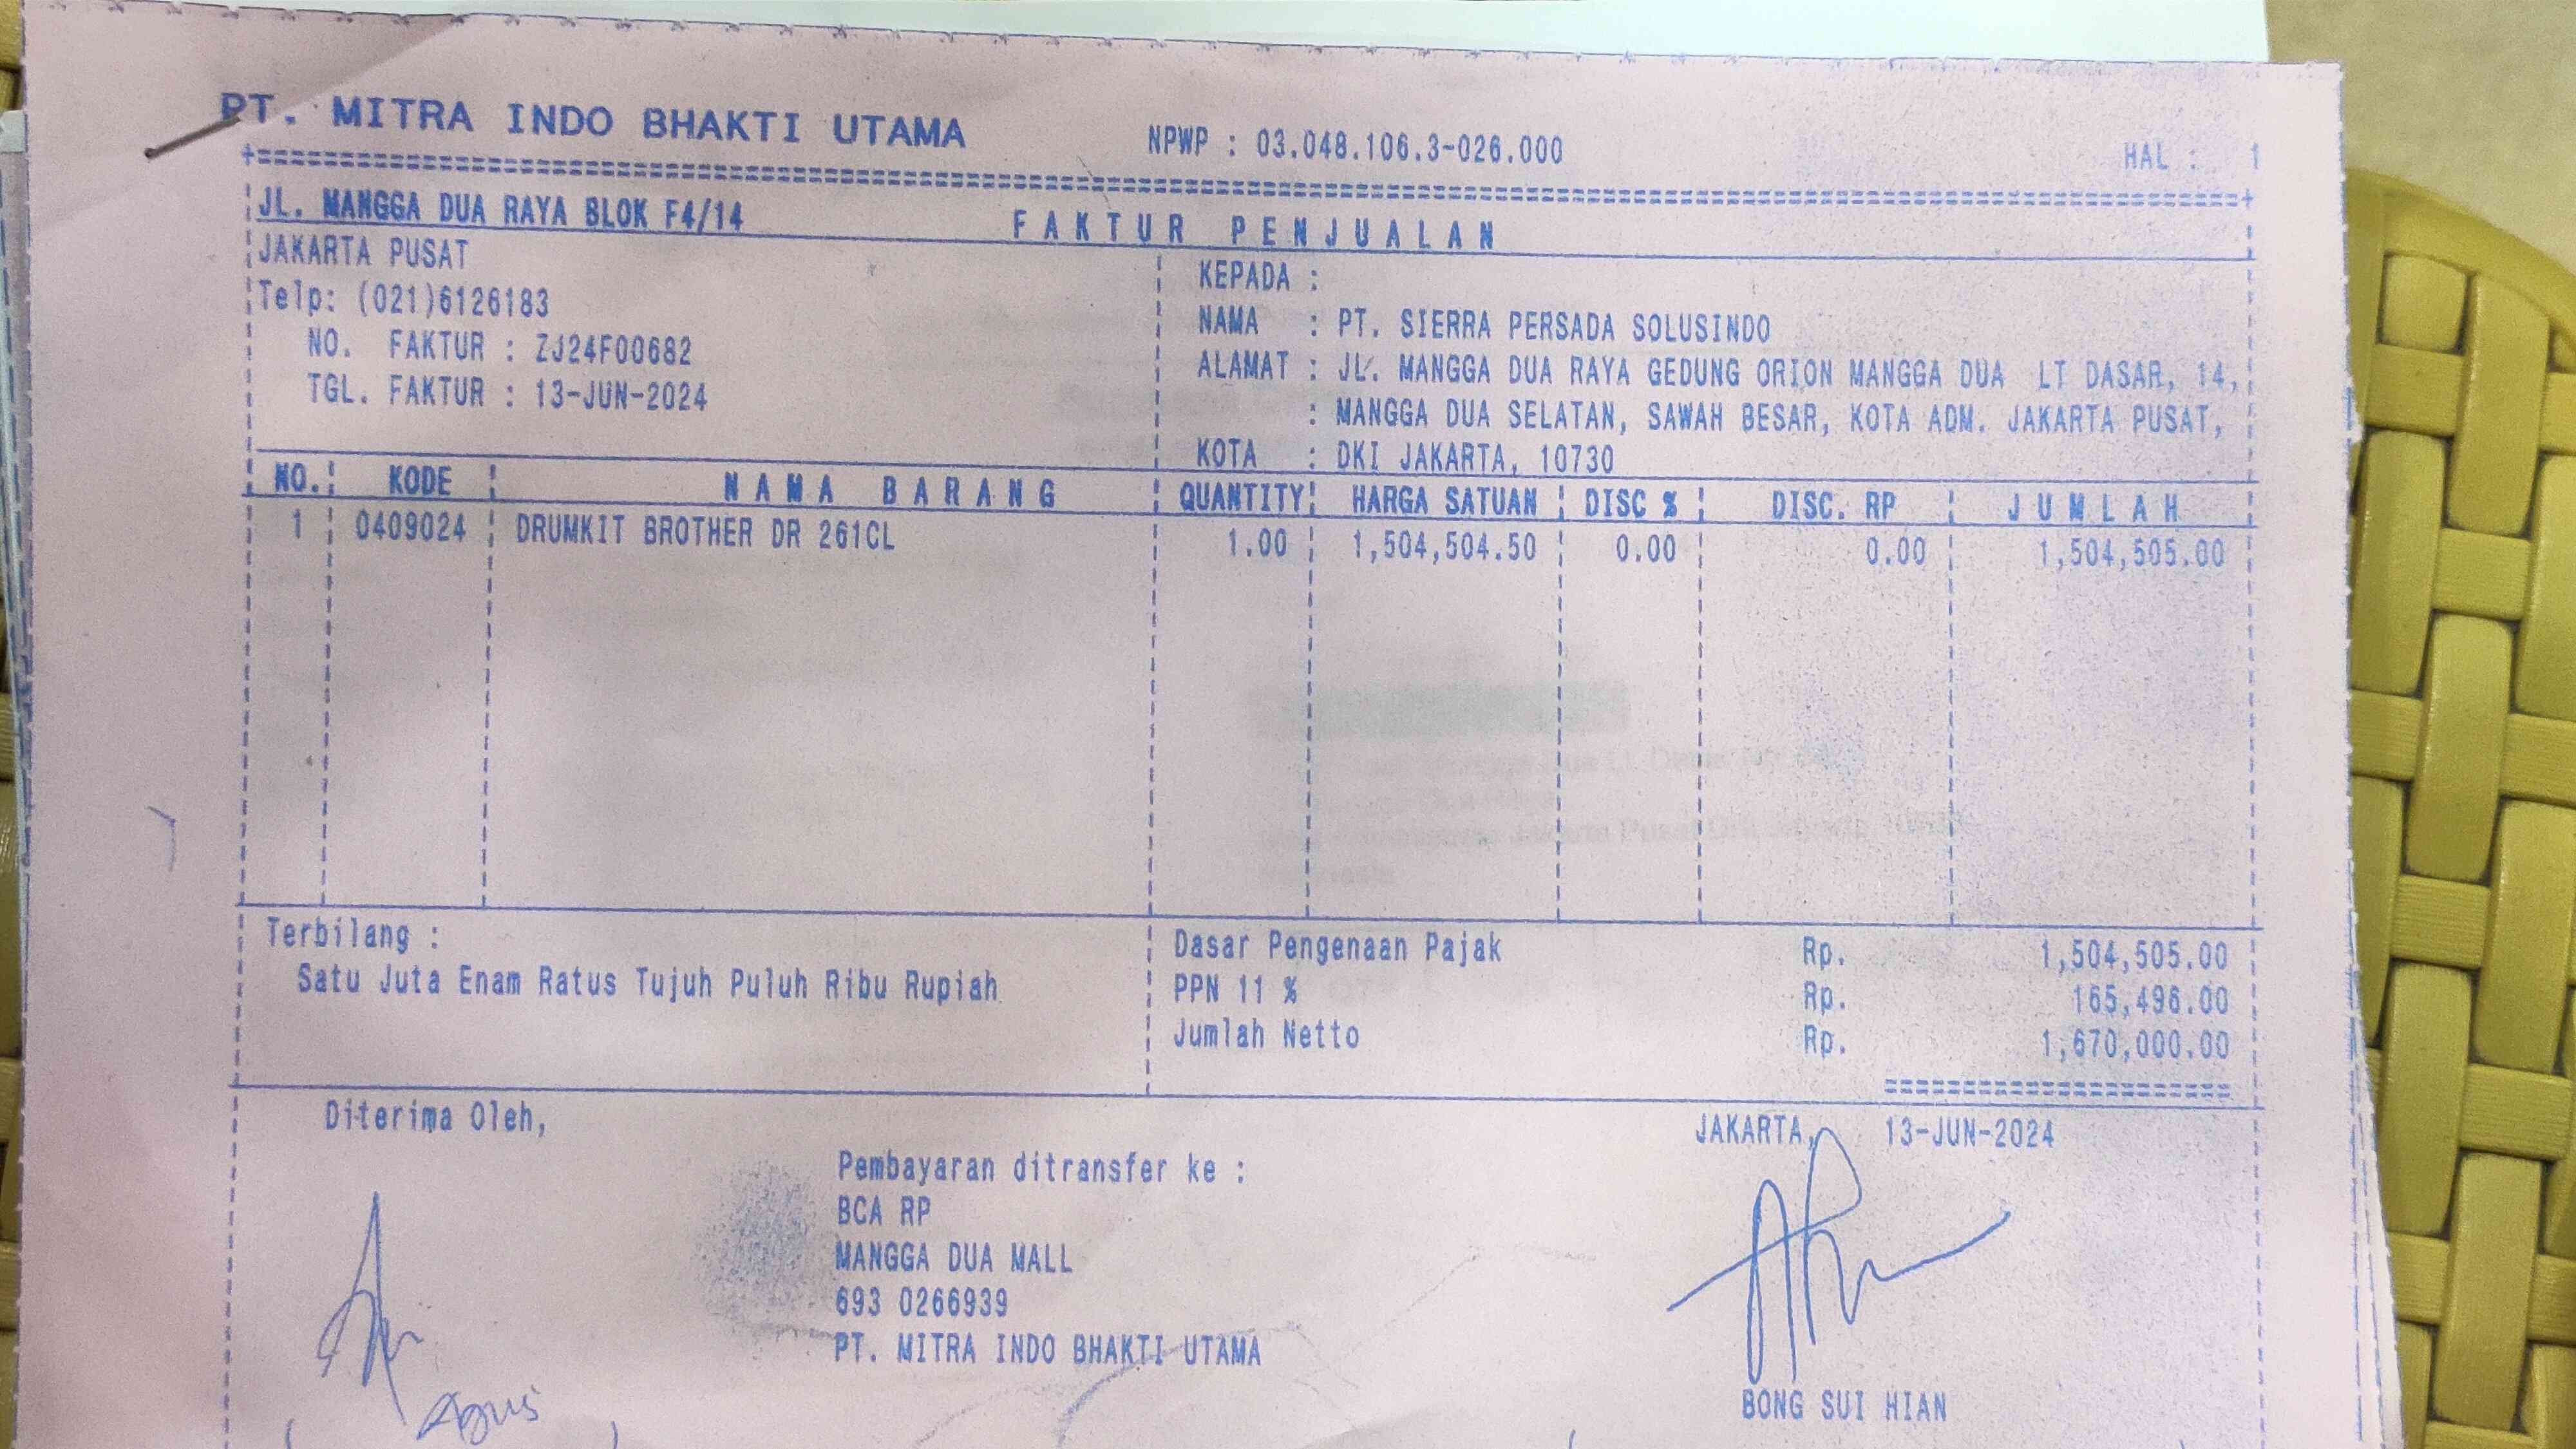 PT. MITRA INDO BHAKTI UTAMA
NPWP : 03.048.106.3-026.000
HAL : 1
JL. MANGGA DUA RAYA BLOK F4/14
FAKTUR PENJUALAN
JAKARTA PUSAT
Telp: (021)6126183
NO. FAKTUR : ZJ24F00682
TGL. FAKTUR : 13-JUN-2024
KEPADA :
NAMA : PT. SIERRA PERSADA SOLUSINDO
ALAMAT : JL. MANGGA DUA RAYA GEDUNG ORION MANGGA DUA LT DASAR, 14,
: MANGGA DUA SELATAN, SAWAH BESAR, KOTA ADM. JAKARTA PUSAT,
KOTA : DKI JAKARTA, 10730
NO. KODE NAMA BARANG QUANTITY HARGA SATUAN DISC % DISC. RP JUMLAH
1 0409024 DRUMKIT BROTHER DR 261CL 1.00 1,504,504.50 0.00 0.00 1,504,505.00
Terbilang :
Satu Juta Enam Ratus Tujuh Puluh Ribu Rupiah
Dasar Pengenaan Pajak Rp. 1,504,505.00
PPN 11 % Rp. 165,496.00
Jumlah Netto Rp. 1,670,000.00
Diterima Oleh,
JAKARTA, 13-JUN-2024
Pembayaran ditransfer ke :
BCA RP
MANGGA DUA MALL
693 0266939
PT. MITRA INDO BHAKTI UTAMA
Agus
BONG SUI HIAN